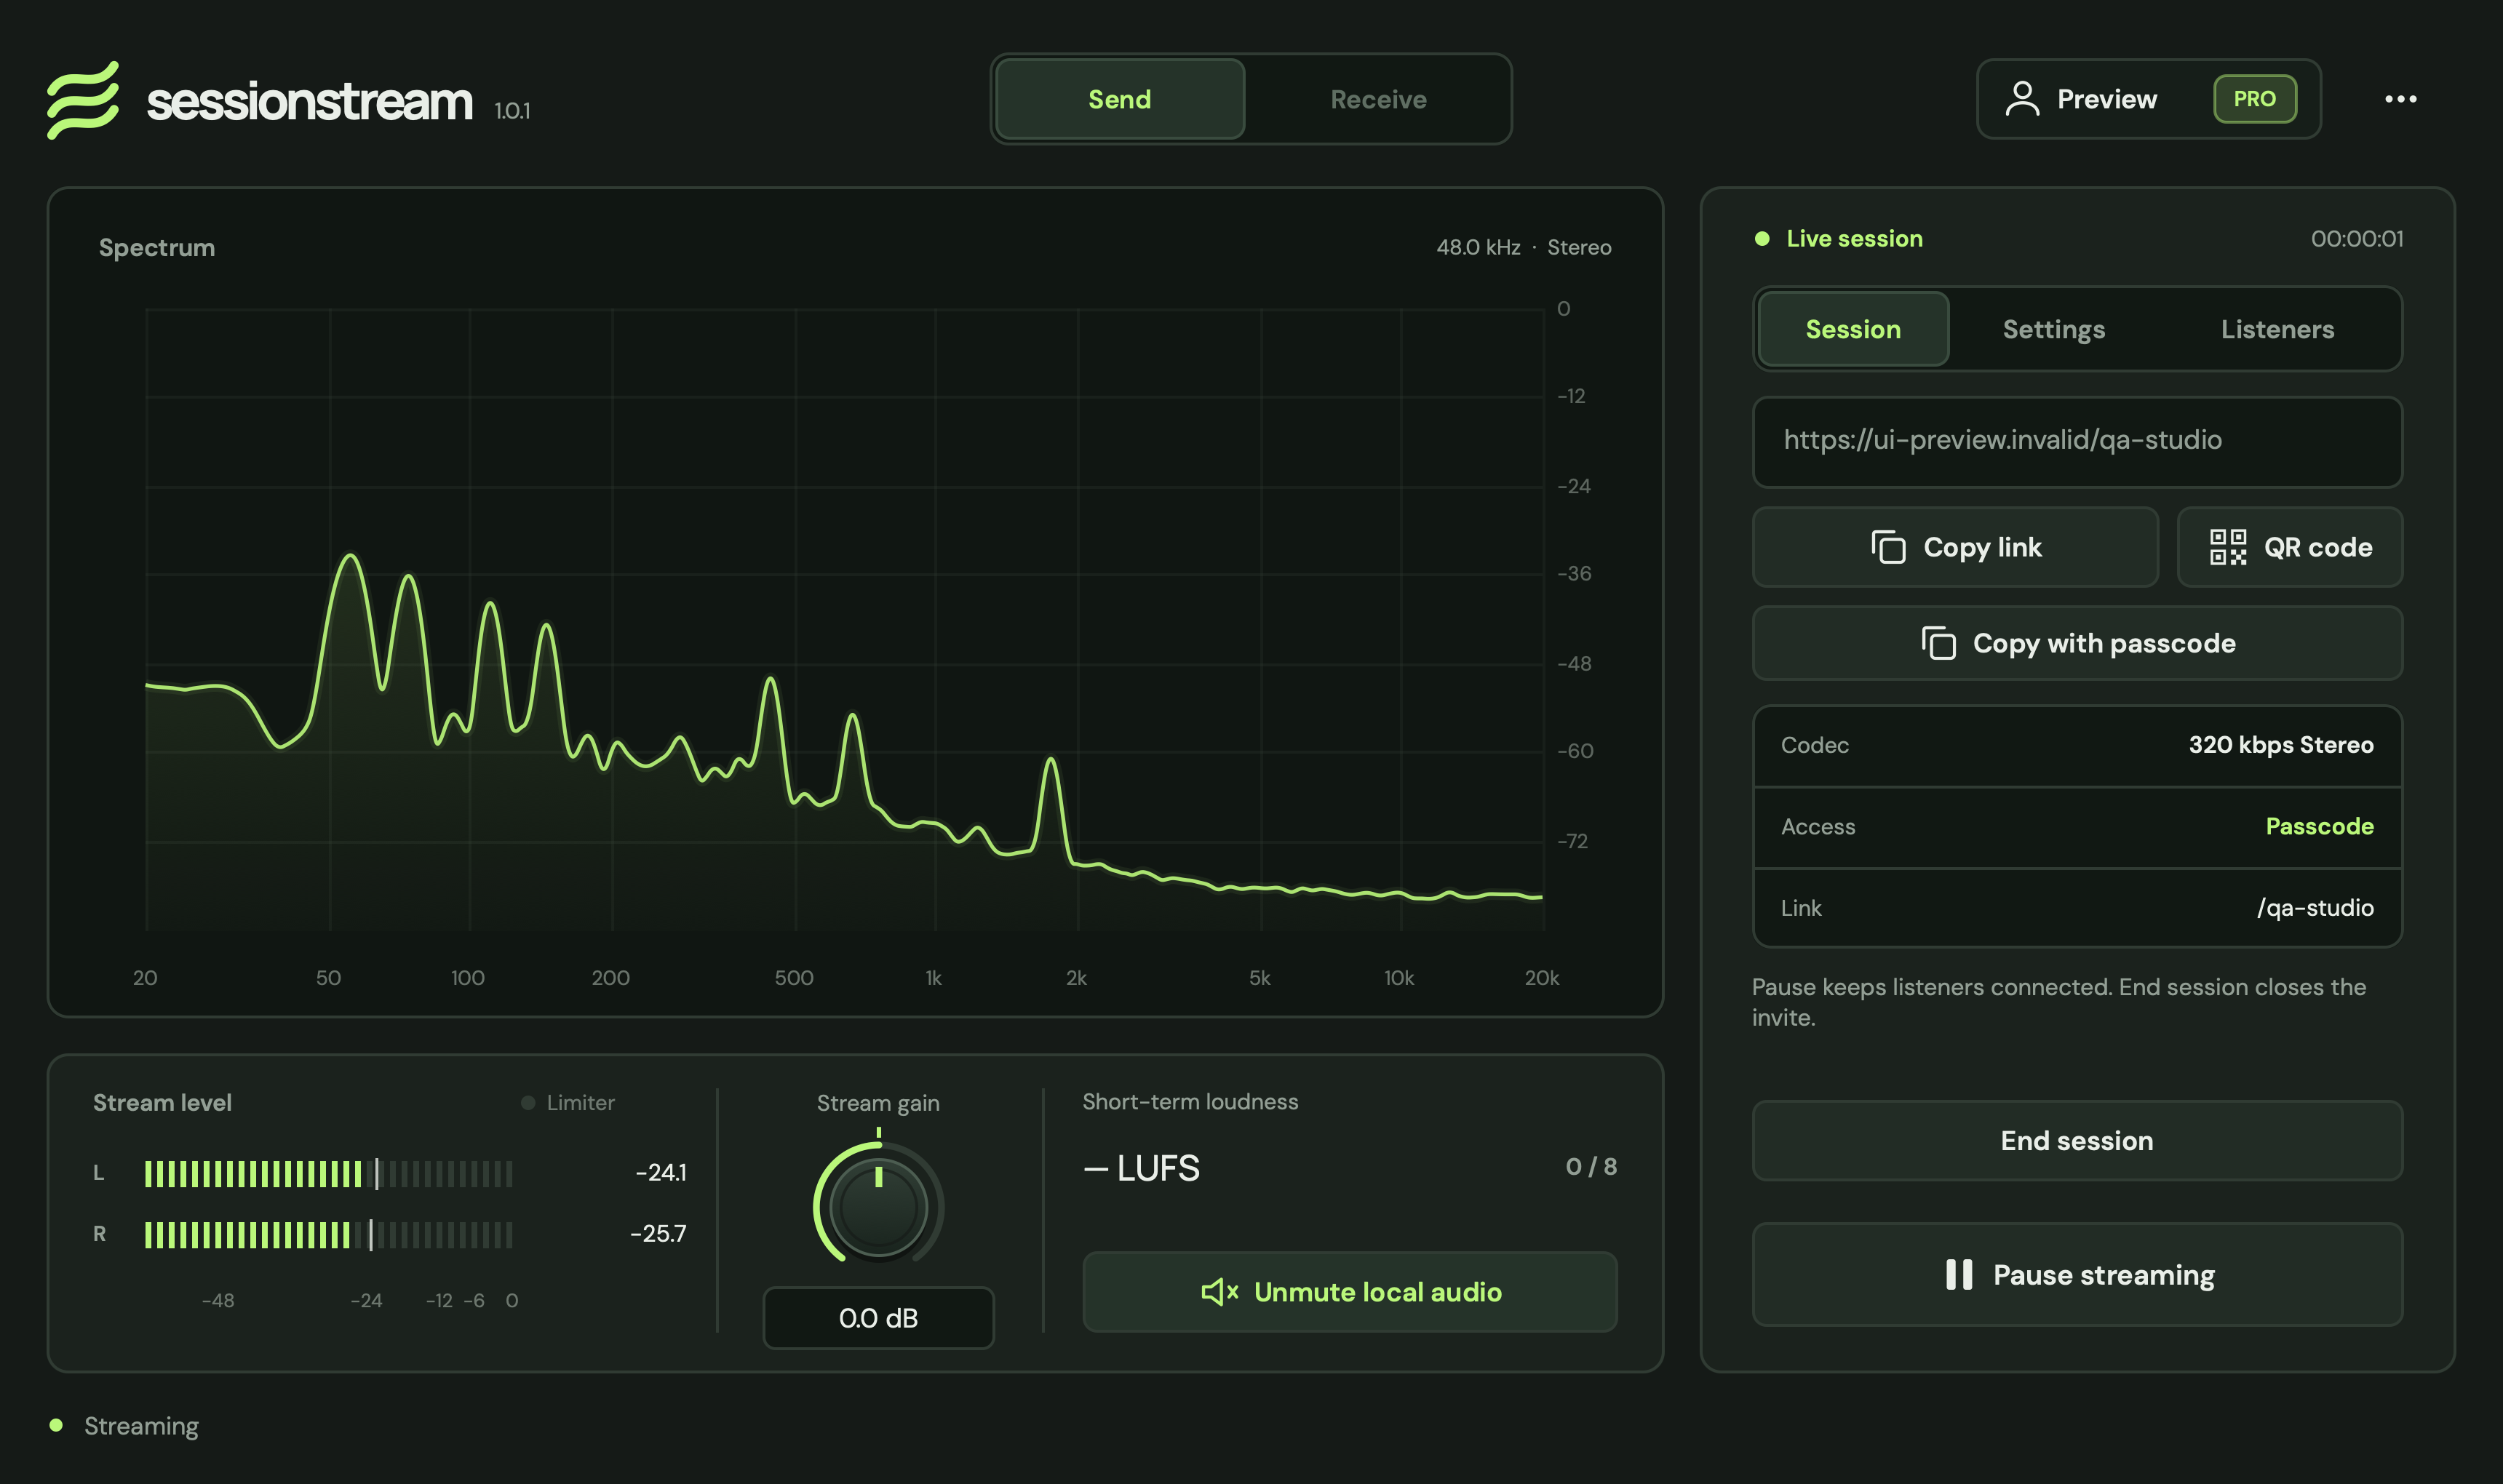 sessionstream 1.0.1
Send
Receive
Preview
PRO
Spectrum
48.0 kHz · Stereo
0
-12
-24
-36
-48
-60
-72
20 50 100 200 500 1k 2k 5k 10k 20k
Stream level
Limiter
L
-24.1
R
-25.7
-48 -24 -12 -6 0
Stream gain
0.0 dB
Short-term loudness
— LUFS
0 / 8
Unmute local audio
Live session
00:00:01
Session
Settings
Listeners
https://ui-preview.invalid/qa-studio
Copy link
QR code
Copy with passcode
Codec
320 kbps Stereo
Access
Passcode
Link
/qa-studio
Pause keeps listeners connected. End session closes the
invite.
End session
Pause streaming
Streaming